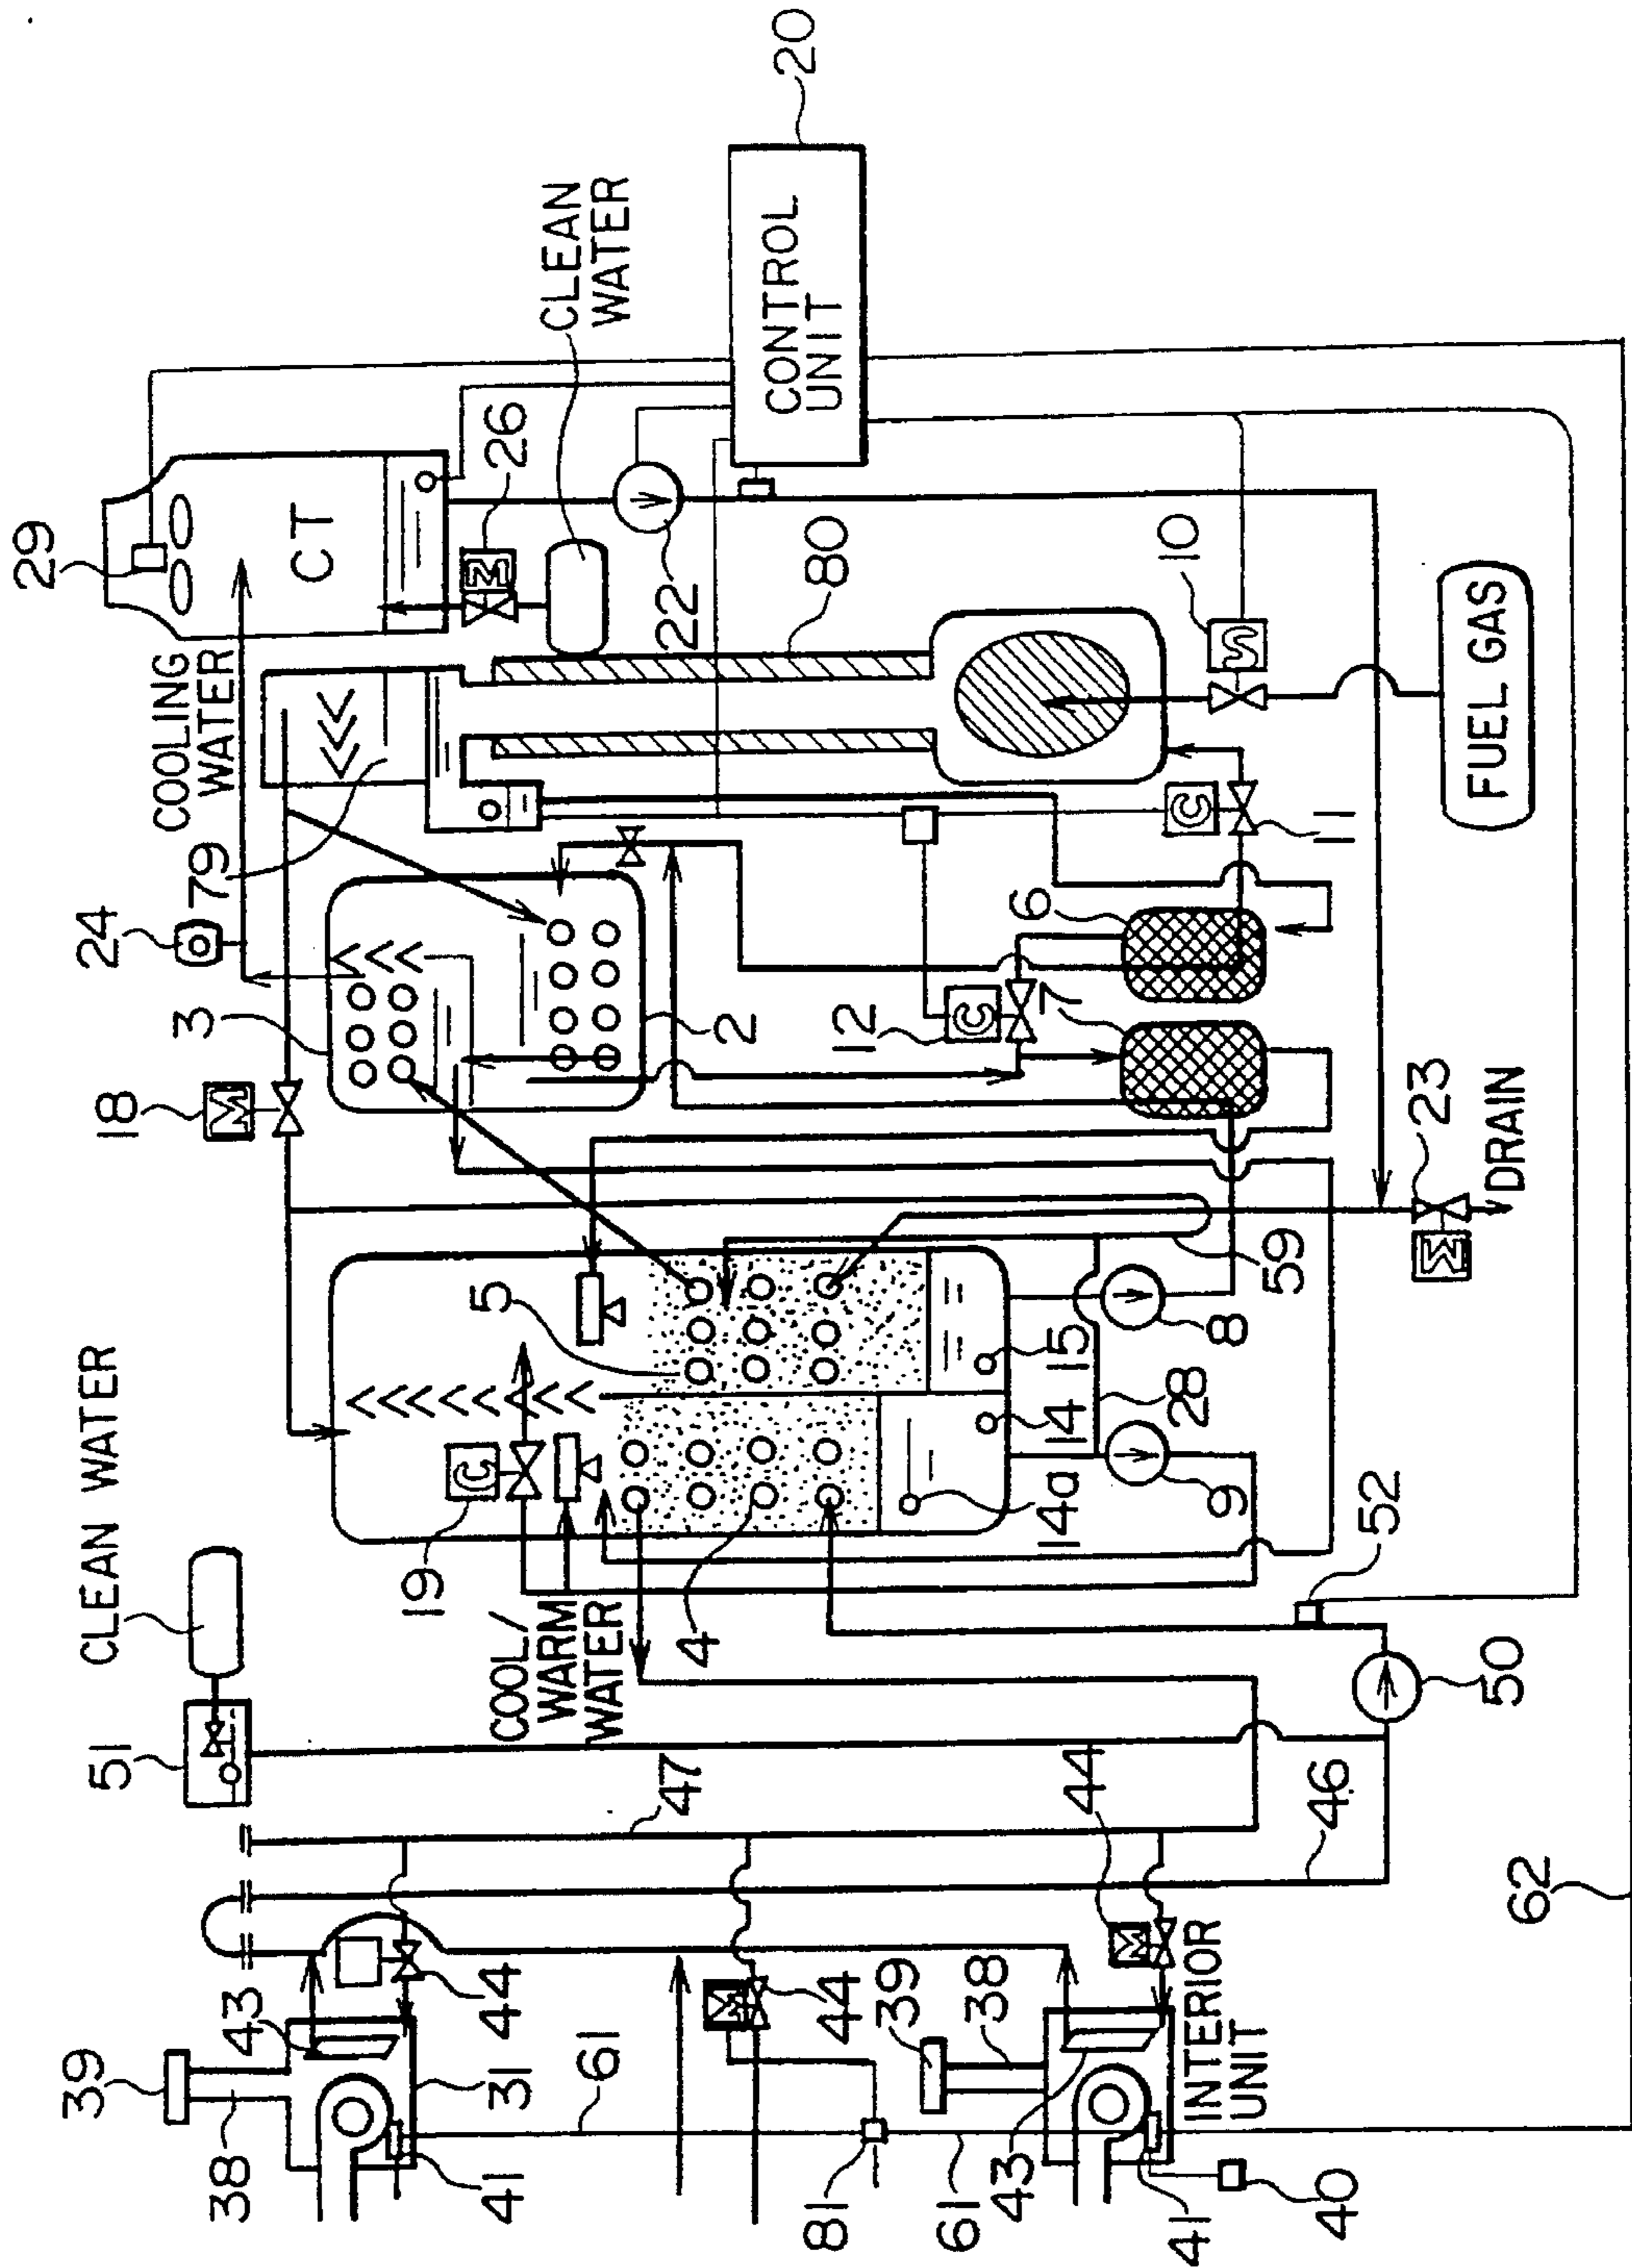 39
51
CLEAN WATER
18
24
29
38
43
3
79
COOLING
WATER
41
31
44
19
CT
COOL/
WARM
WATER
5
26
CLEAN
WATER
61
47
4
2
22
20
81
44
39
CONTROL
UNIT
80
12
61
43
38
7
6
14a
14
15
44
10
41
INTERIOR
UNIT
9
28
8
59
11
40
46
52
23
50
DRAIN
FUEL GAS
62
M
M
C
C
C
S
M
M
M